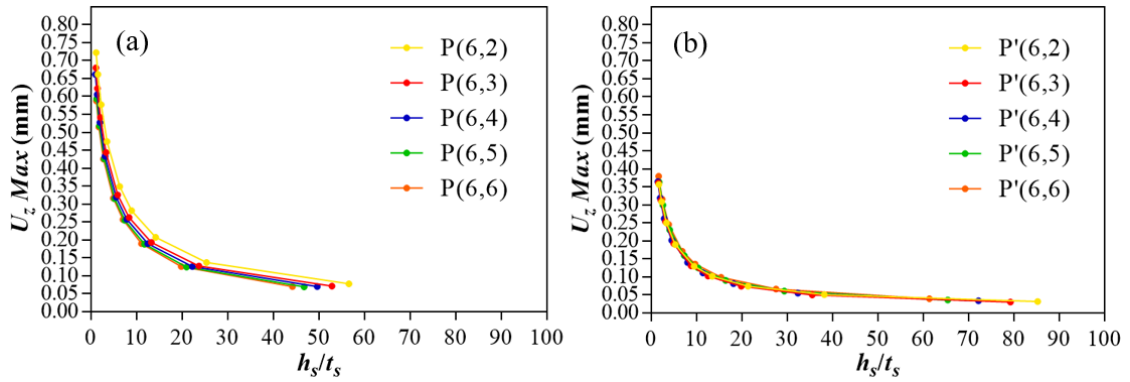 (a)
P(6,2)
P(6,3)
P(6,4)
P(6,5)
P(6,6)
U_z Max (mm)
0.80
0.75
0.70
0.65
0.60
0.55
0.50
0.45
0.40
0.35
0.30
0.25
0.20
0.15
0.10
0.05
0.00
0 10 20 30 40 50 60 70 80 90 100
h_s/t_s
(b)
P'(6,2)
P'(6,3)
P'(6,4)
P'(6,5)
P'(6,6)
U_z Max (mm)
0.80
0.75
0.70
0.65
0.60
0.55
0.50
0.45
0.40
0.35
0.30
0.25
0.20
0.15
0.10
0.05
0.00
0 10 20 30 40 50 60 70 80 90 100
h_s/t_s